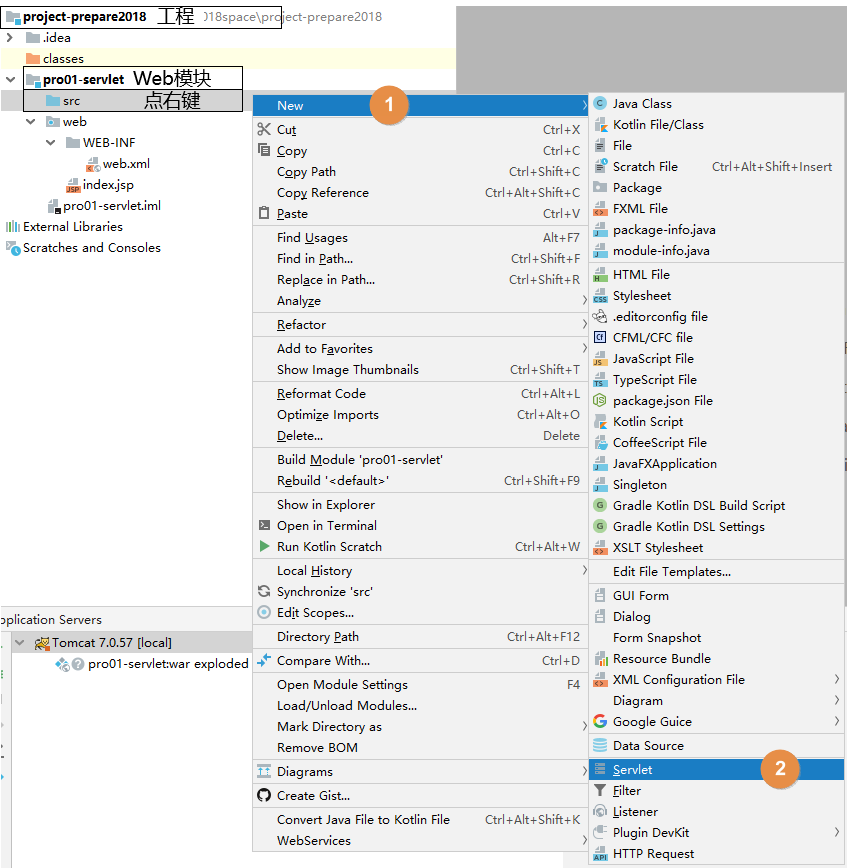 project-prepare2018 工程 018space\project-prepare2018
.idea
classes
pro01-servlet Web模块
src 点右键
web
WEB-INF
web.xml
index.jsp
pro01-servlet.iml
External Libraries
Scratches and Consoles
pplication Servers
Tomcat 7.0.57 [local]
pro01-servlet:war exploded
New 1
Cut Ctrl+X
Copy Ctrl+C
Copy Path Ctrl+Shift+C
Copy Reference Ctrl+Alt+Shift+C
Paste Ctrl+V
Find Usages Alt+F7
Find in Path... Ctrl+Shift+F
Replace in Path... Ctrl+Shift+R
Analyze
Refactor
Add to Favorites
Show Image Thumbnails Ctrl+Shift+T
Reformat Code Ctrl+Alt+L
Optimize Imports Ctrl+Alt+O
Delete... Delete
Build Module 'pro01-servlet'
Rebuild '<default>' Ctrl+Shift+F9
Show in Explorer
Open in Terminal
Run Kotlin Scratch Ctrl+Alt+W
Local History
Synchronize 'src'
Edit Scopes...
Directory Path Ctrl+Alt+F12
Compare With... Ctrl+D
Open Module Settings F4
Load/Unload Modules...
Mark Directory as
Remove BOM
Diagrams
Create Gist...
Convert Java File to Kotlin File Ctrl+Alt+Shift+K
WebServices
Java Class
Kotlin File/Class
File
Scratch File Ctrl+Alt+Shift+Insert
Package
FXML File
package-info.java
module-info.java
HTML File
Stylesheet
.editorconfig file
CFML/CFC file
JavaScript File
TypeScript File
package.json File
Kotlin Script
CoffeeScript File
JavaFXApplication
Singleton
Gradle Kotlin DSL Build Script
Gradle Kotlin DSL Settings
XSLT Stylesheet
Edit File Templates...
GUI Form
Dialog
Form Snapshot
Resource Bundle
XML Configuration File
Diagram
Google Guice
Data Source
Servlet 2
Filter
Listener
Plugin DevKit
HTTP Request